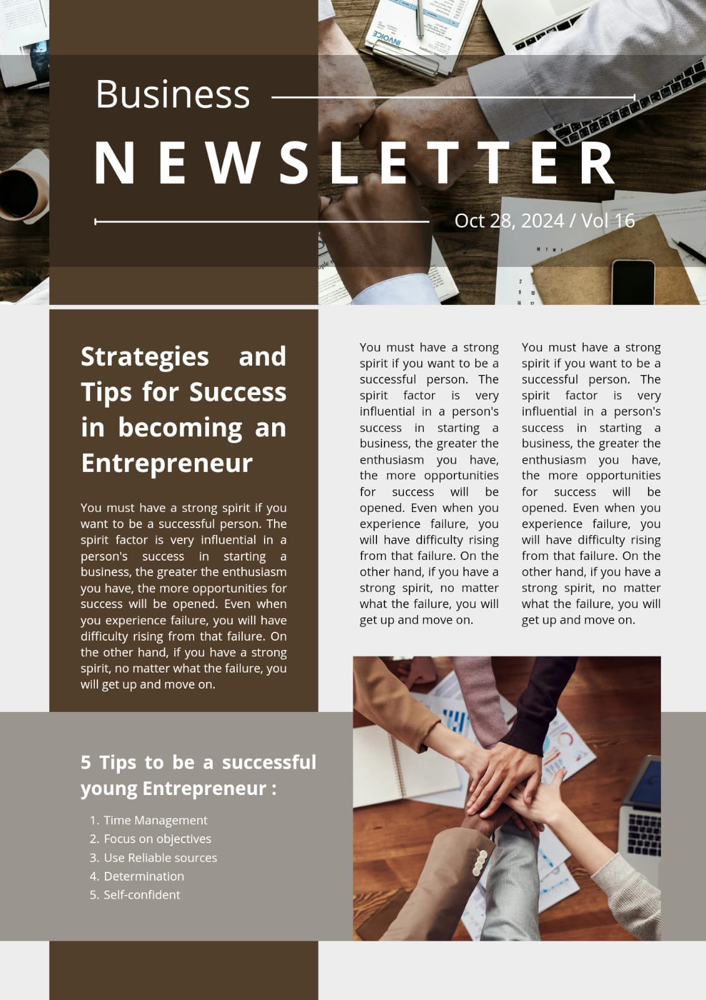 INVOICE
Business
NEWSLETTER
Oct 28, 2024 / Vol 16
M T W T
2
9 10
16 17
Strategies and
Tips for Success
in becoming an
Entrepreneur
You must have a strong spirit if you
want to be a successful person. The
spirit factor is very influential in a
person's success in starting a
business, the greater the enthusiasm
you have, the more opportunities for
success will be opened. Even when
you experience failure, you will have
difficulty rising from that failure. On
the other hand, if you have a strong
spirit, no matter what the failure, you
will get up and move on.
You must have a strong
spirit if you want to be a
successful person. The
spirit factor is very
influential in a person's
success in starting a
business, the greater the
enthusiasm you have,
the more opportunities
for success will be
opened. Even when you
experience failure, you
will have difficulty rising
from that failure. On the
other hand, if you have a
strong spirit, no matter
what the failure, you will
get up and move on.
You must have a strong
spirit if you want to be a
successful person. The
spirit factor is very
influential in a person's
success in starting a
business, the greater the
enthusiasm you have,
the more opportunities
for success will be
opened. Even when you
experience failure, you
will have difficulty rising
from that failure. On the
other hand, if you have a
strong spirit, no matter
what the failure, you will
get up and move on.
5 Tips to be a successful
young Entrepreneur :
1. Time Management
2. Focus on objectives
3. Use Reliable sources
4. Determination
5. Self-confident